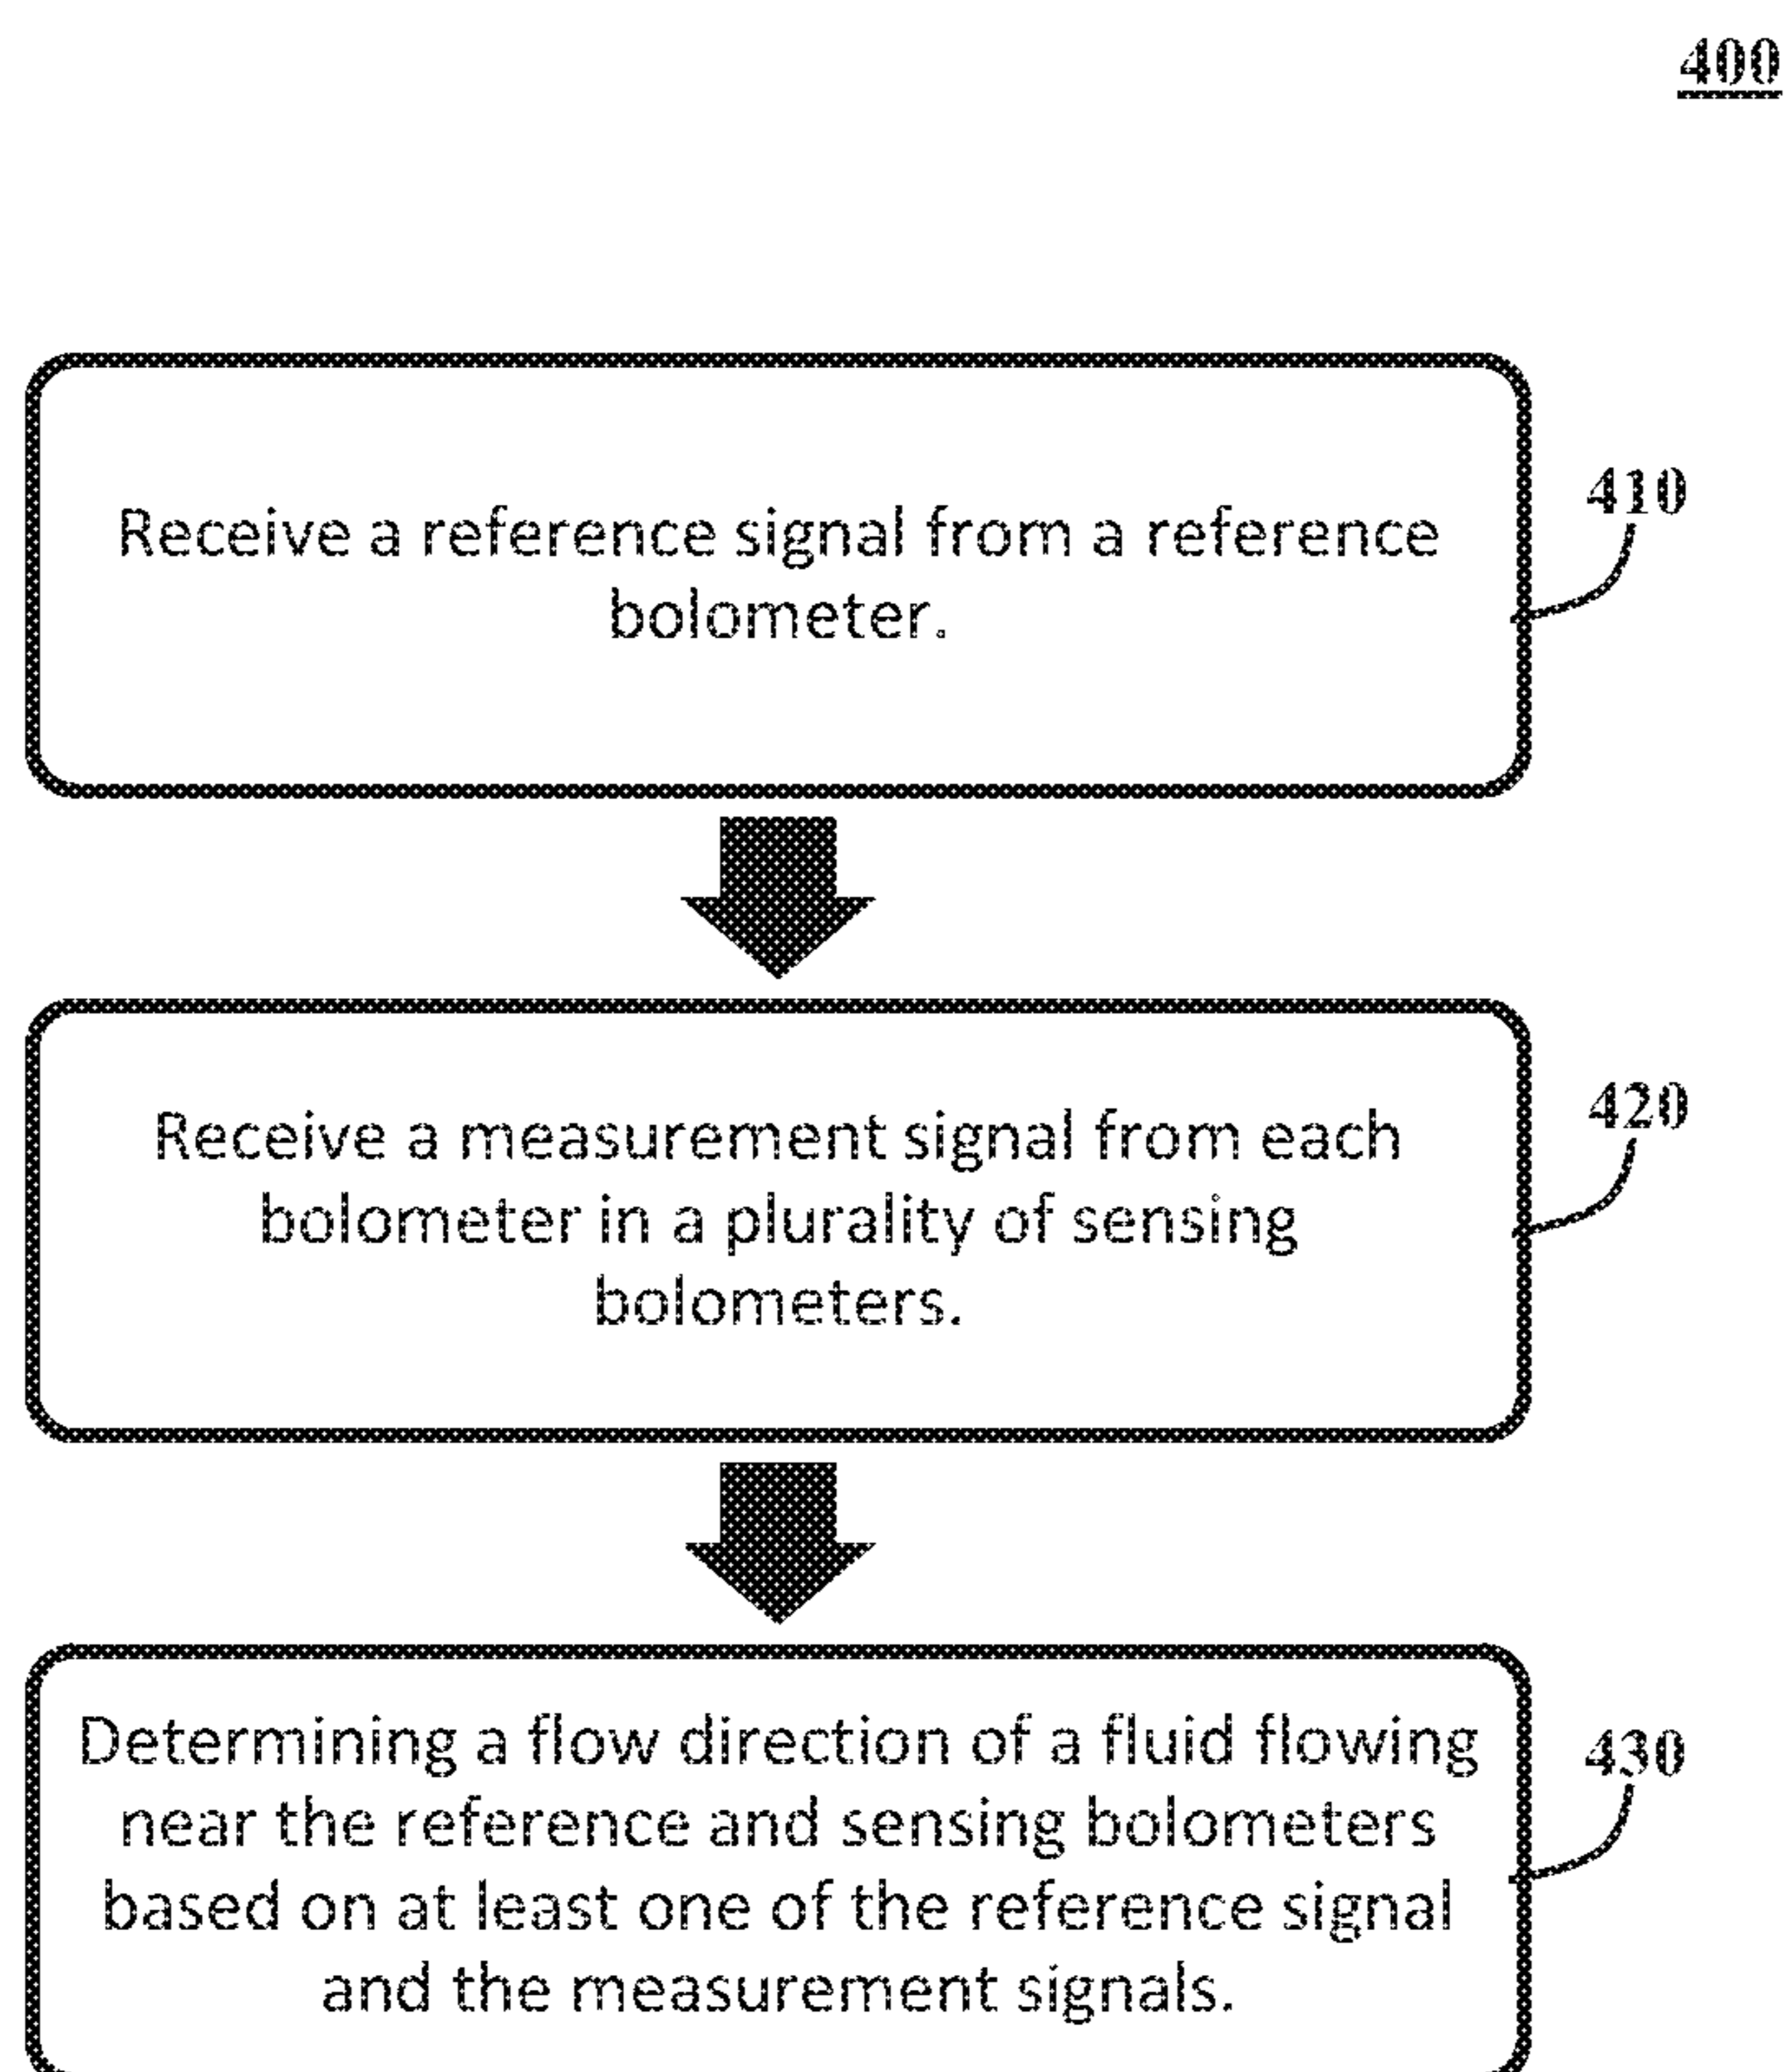 400
Receive a reference signal from a reference
bolometer.
410
Receive a measurement signal from each
bolometer in a plurality of sensing
bolometers.
420
Determining a flow direction of a fluid flowing
near the reference and sensing bolometers
based on at least one of the reference signal
and the measurement signals.
430